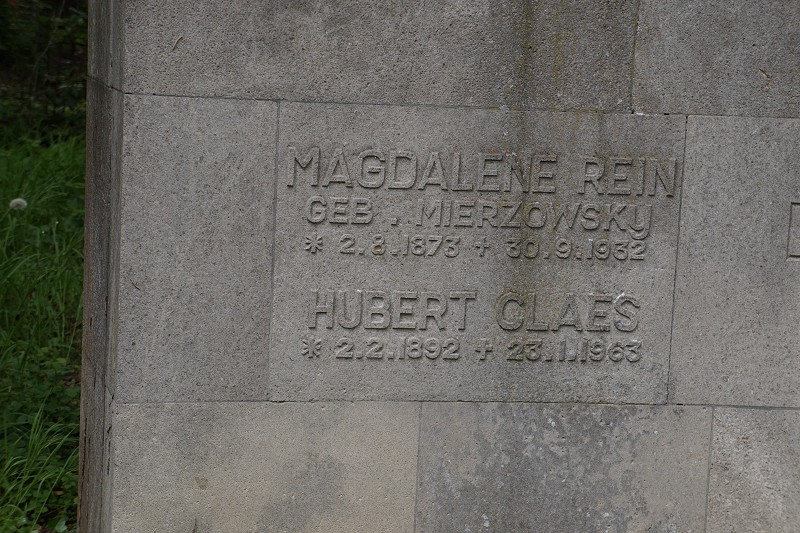 MAGDALENE REIN
GEB. MIERZOWSKY
* 2.8.1873 + 30.9.1932
HUBERT CLAES
* 2.2.1892 + 23.1.1963